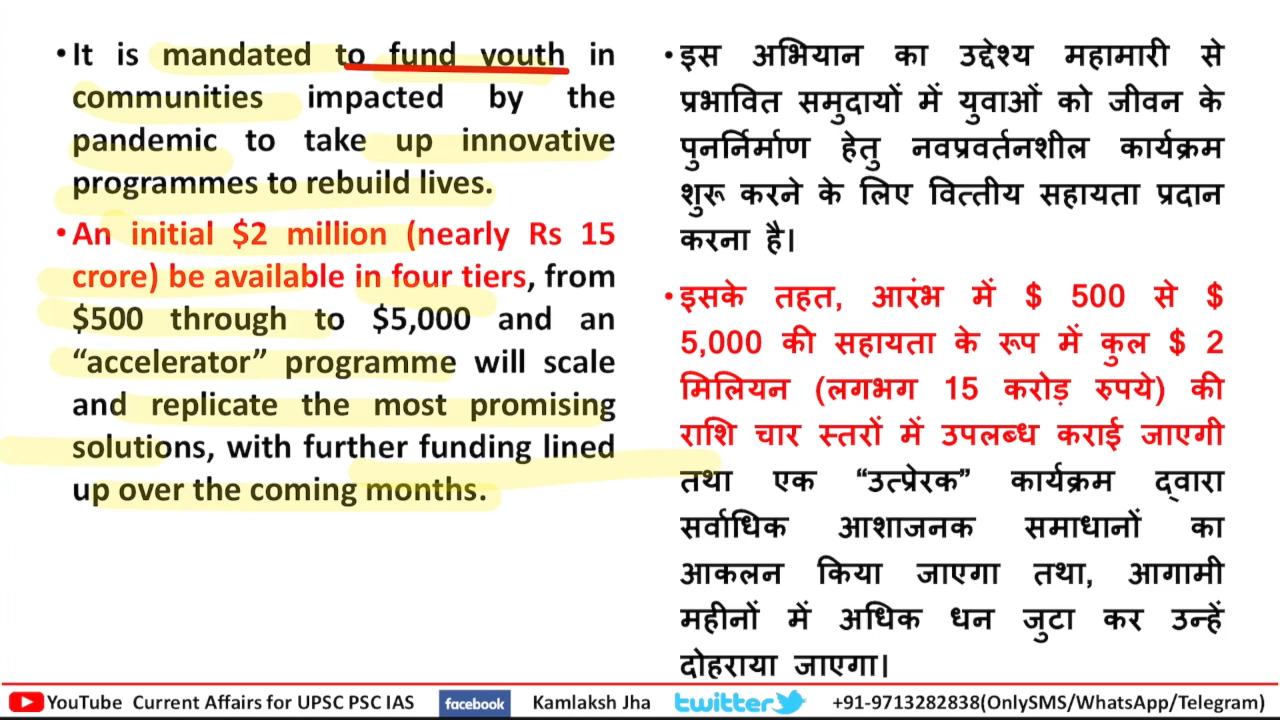 •It is mandated to fund youth in
communities impacted by the
pandemic to take up innovative
programmes to rebuild lives.
•An initial $2 million (nearly Rs 15
crore) be available in four tiers, from
$500 through to $5,000 and an
“accelerator” programme will scale
and replicate the most promising
solutions, with further funding lined
up over the coming months.
•इस अभियान का उद्देश्य महामारी से
प्रभावित समुदायों में युवाओं को जीवन के
पुनर्निर्माण हेतु नवप्रवर्तनशील कार्यक्रम
शुरू करने के लिए वित्तीय सहायता प्रदान
करना है।
•इसके तहत, आरंभ में $ 500 से $
5,000 की सहायता के रूप में कुल $ 2
मिलियन (लगभग 15 करोड़ रुपये) की
राशि चार स्तरों में उपलब्ध कराई जाएगी
तथा एक “उत्प्रेरक” कार्यक्रम द्वारा
सर्वाधिक आशाजनक समाधानों का
आकलन किया जाएगा तथा, आगामी
महीनों में अधिक धन जुटा कर उन्हें
दोहराया जाएगा।
YouTube Current Affairs for UPSC PSC IAS facebook Kamlaksh Jha twitter +91-9713282838(OnlySMS/WhatsApp/Telegram)